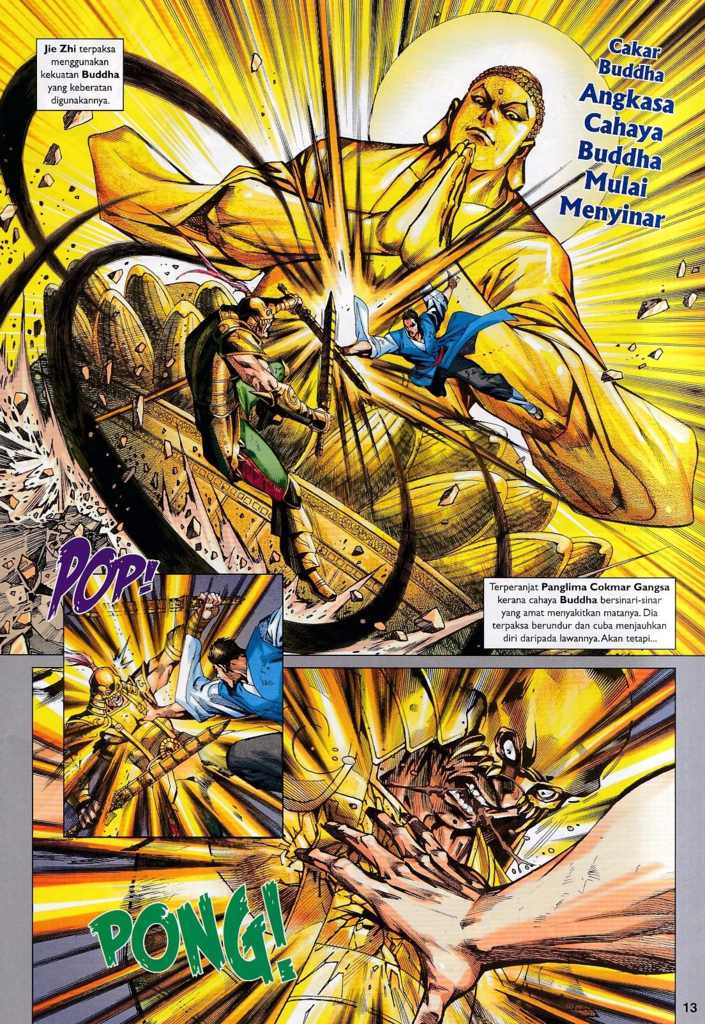 Jie Zhi terpaksa
menggunakan
kekuatan Buddha
yang keberatan
digunakannya.
Cakar
Buddha
Angkasa
Cahaya
Buddha
Mulai
Menyinar
Terperanjat Panglima Cokmar Gangsa
kerana cahaya Buddha bersinari-sinar
yang amat menyakitkan matanya. Dia
terpaksa berundur dan cuba menjauhkan
diri daripada lawannya. Akan tetapi...
POP!
PONG!
13